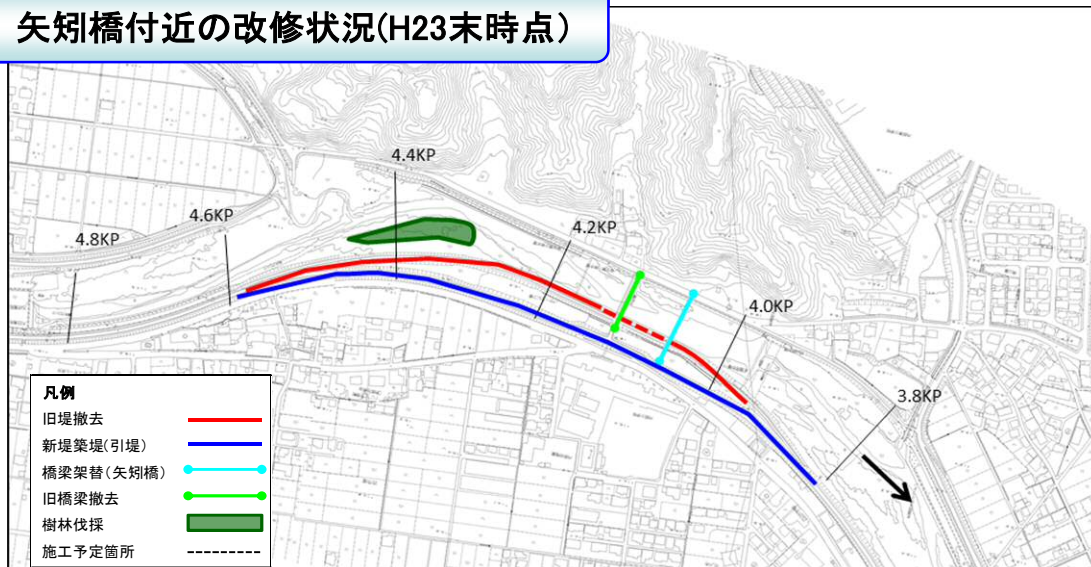 矢矧橋付近の改修状況(H23末時点)
4.4KP
4.6KP
4.8KP
4.2KP
4.0KP
3.8KP
凡例
旧堤撤去
新堤築堤(引堤)
橋梁架替(矢矧橋)
旧橋梁撤去
樹林伐採
施工予定箇所